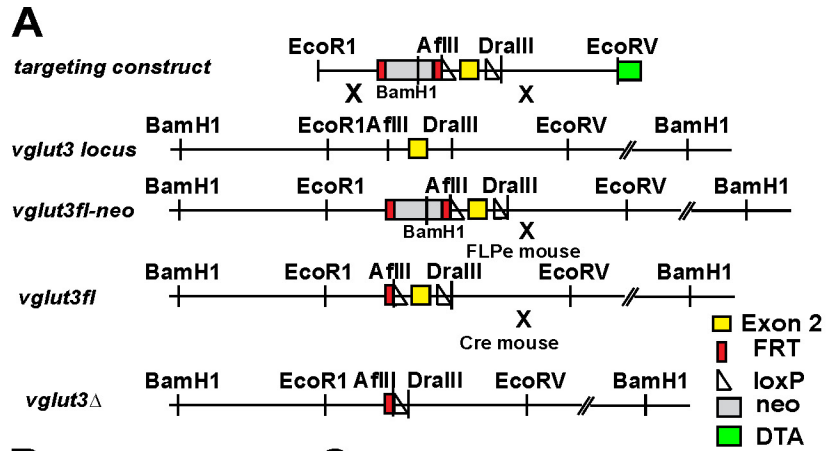 A
EcoR1 AflII DraIII EcoRV
targeting construct
X BamH1 X
BamH1 EcoR1 AflII DraIII EcoRV BamH1
vglut3 locus
BamH1 EcoR1 AflII DraIII EcoRV BamH1
vglut3fl-neo
BamH1 X
FLPe mouse
BamH1 EcoR1 AflII DraIII EcoRV BamH1
vglut3fl
X
Cre mouse
Exon 2
FRT
loxP
neo
DTA
BamH1 EcoR1 AflII DraIII EcoRV BamH1
vglut3Δ